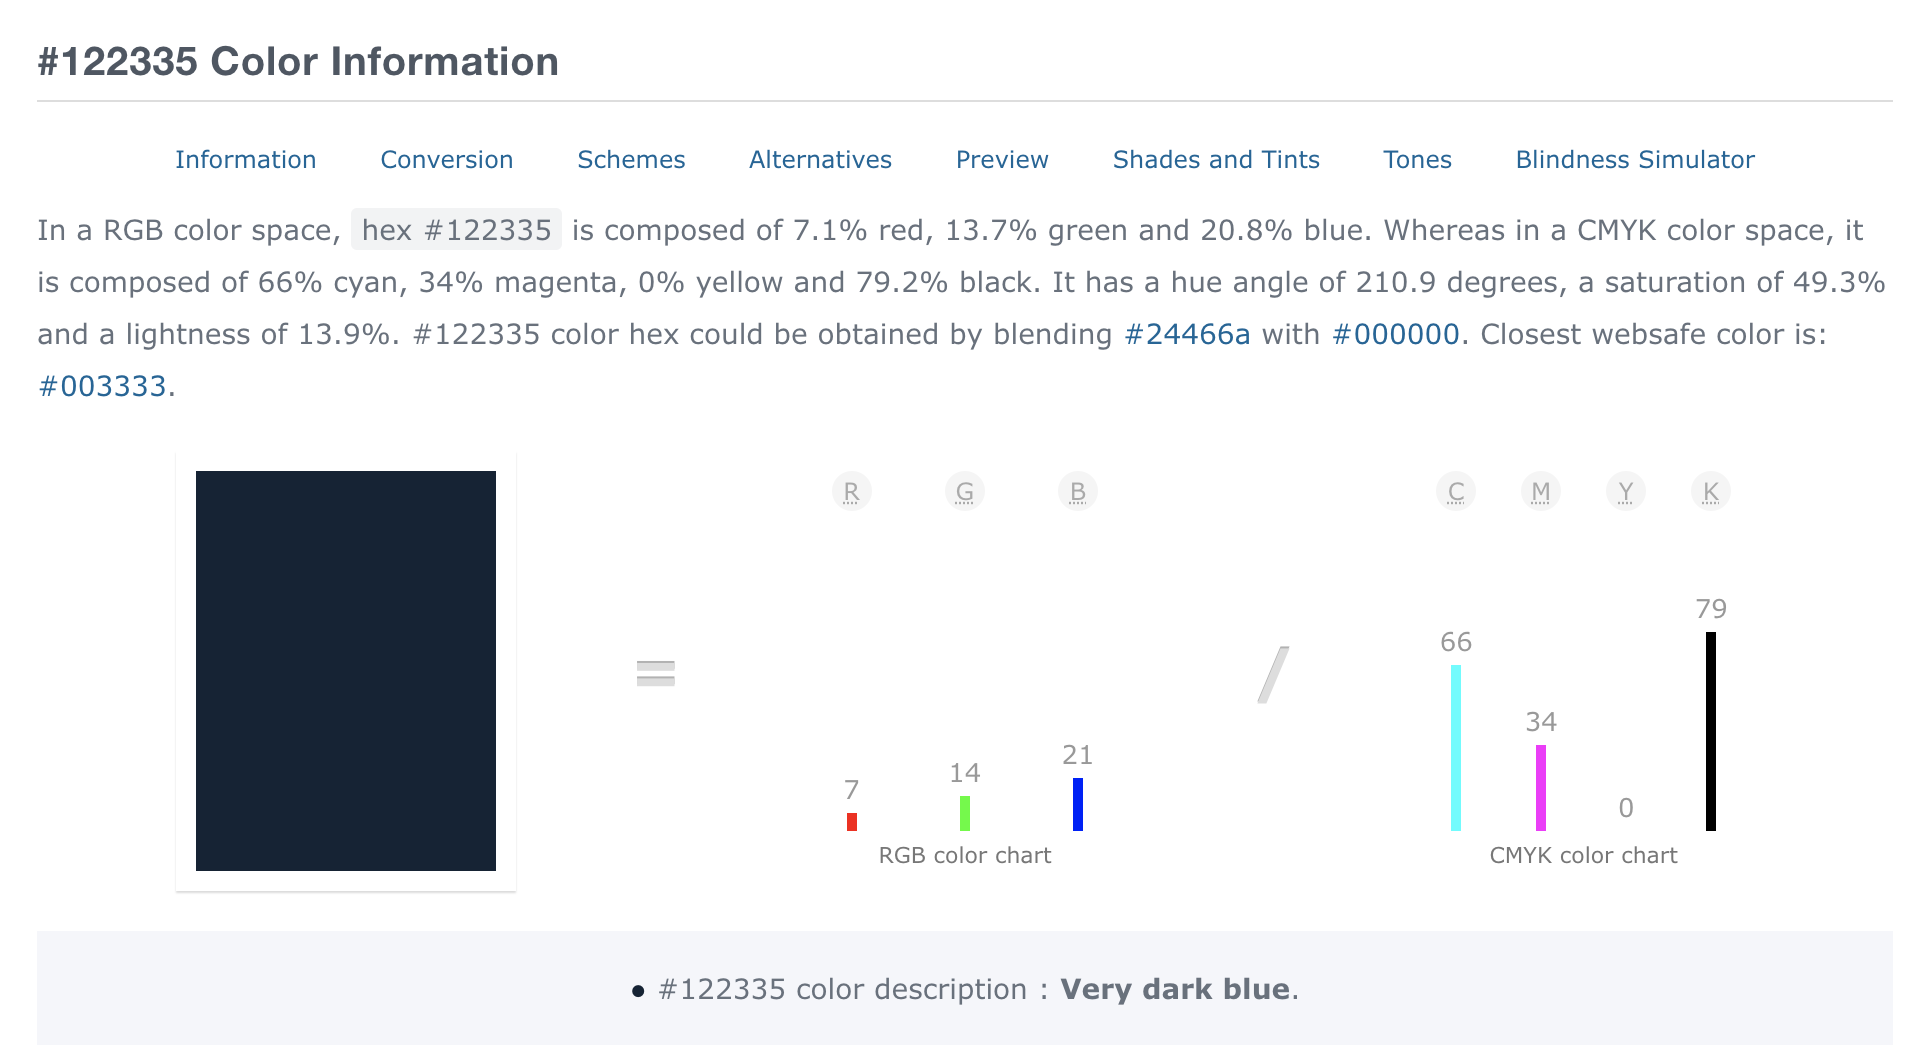 #122335 Color Information
Information Conversion Schemes Alternatives Preview Shades and Tints Tones Blindness Simulator
In a RGB color space, hex #122335 is composed of 7.1% red, 13.7% green and 20.8% blue. Whereas in a CMYK color space, it
is composed of 66% cyan, 34% magenta, 0% yellow and 79.2% black. It has a hue angle of 210.9 degrees, a saturation of 49.3%
and a lightness of 13.9%. #122335 color hex could be obtained by blending #24466a with #000000. Closest websafe color is:
#003333.
=
R G B
7 14 21
RGB color chart
/
C M Y K
66 34 0 79
CMYK color chart
● #122335 color description : Very dark blue.